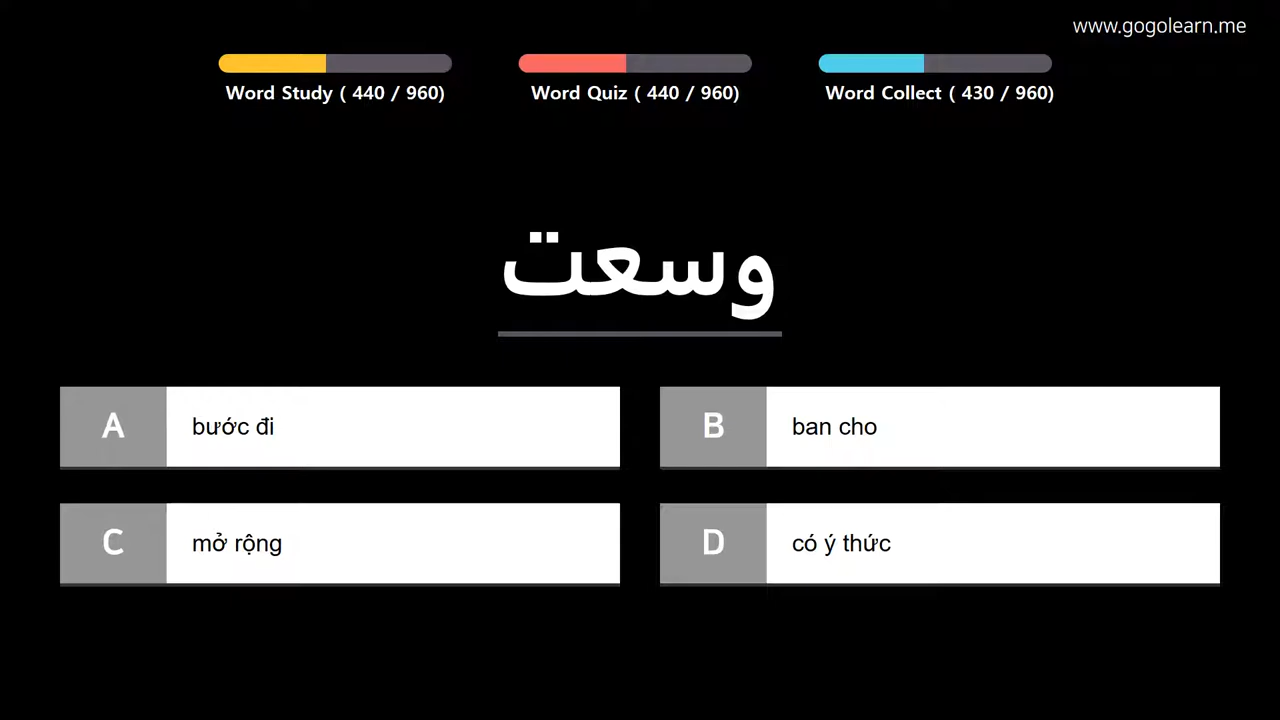 www.gogolearn.me
Word Study ( 440 / 960)
Word Quiz ( 440 / 960)
Word Collect ( 430 / 960)
وسعت
A bước đi
B ban cho
C mở rộng
D có ý thức